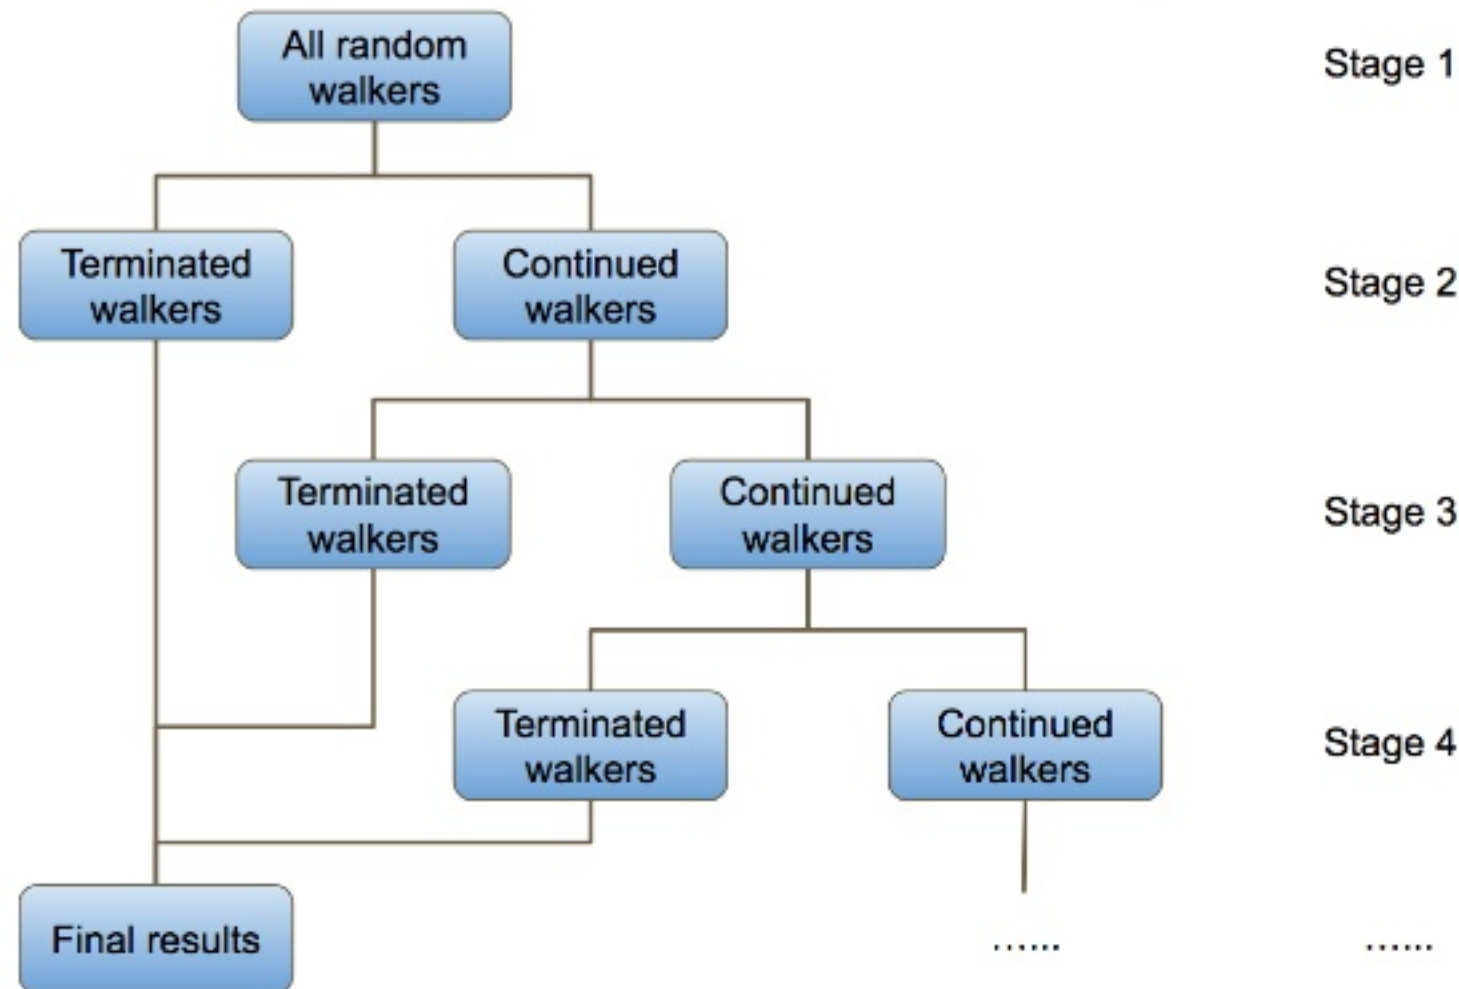 All random
walkers
Stage 1
Terminated
walkers
Continued
walkers
Stage 2
Terminated
walkers
Continued
walkers
Stage 3
Terminated
walkers
Continued
walkers
Stage 4
Final results
......
......